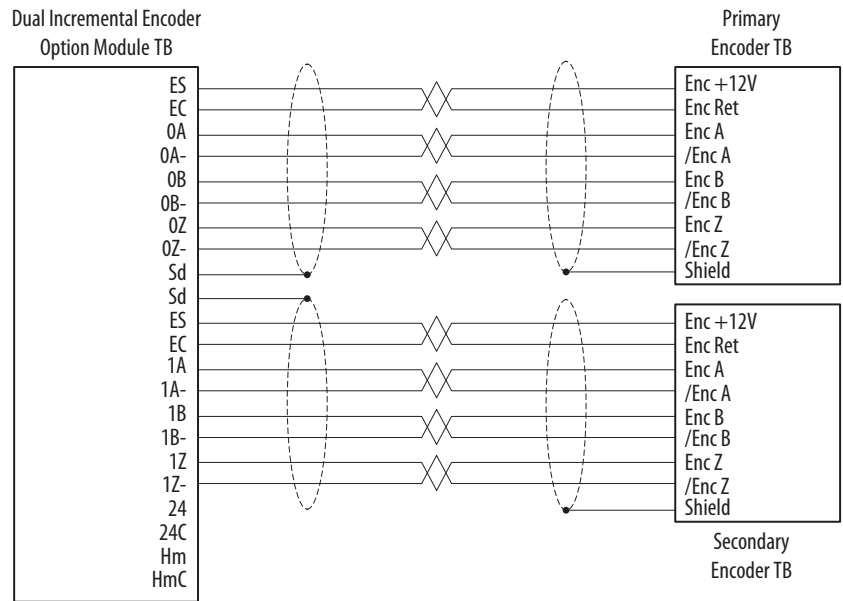 Dual Incremental Encoder
Option Module TB
ES
EC
0A
0A-
0B
0B-
0Z
0Z-
Sd
Sd
ES
EC
1A
1A-
1B
1B-
1Z
1Z-
24
24C
Hm
HmC
Primary
Encoder TB
Enc +12V
Enc Ret
Enc A
/Enc A
Enc B
/Enc B
Enc Z
/Enc Z
Shield
Enc +12V
Enc Ret
Enc A
/Enc A
Enc B
/Enc B
Enc Z
/Enc Z
Shield
Secondary
Encoder TB